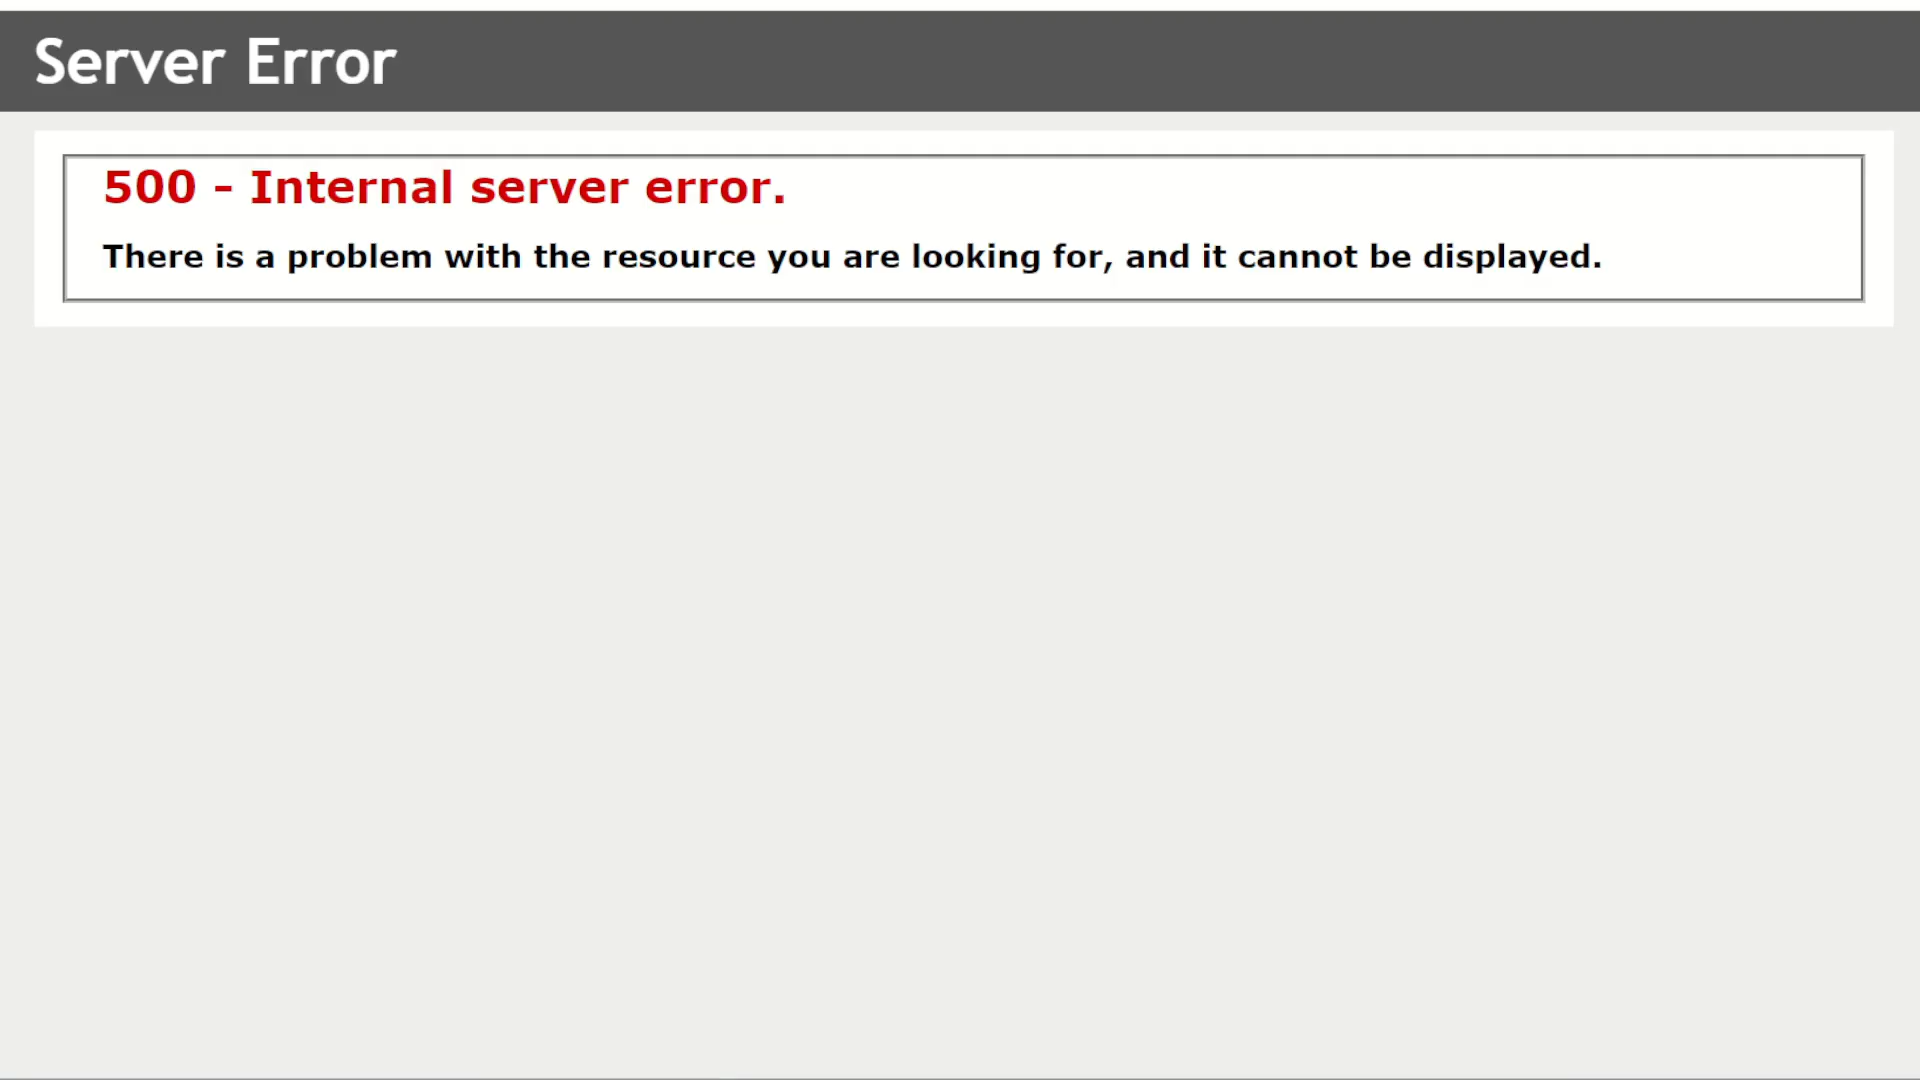 Server Error
500 - Internal server error.
There is a problem with the resource you are looking for, and it cannot be displayed.